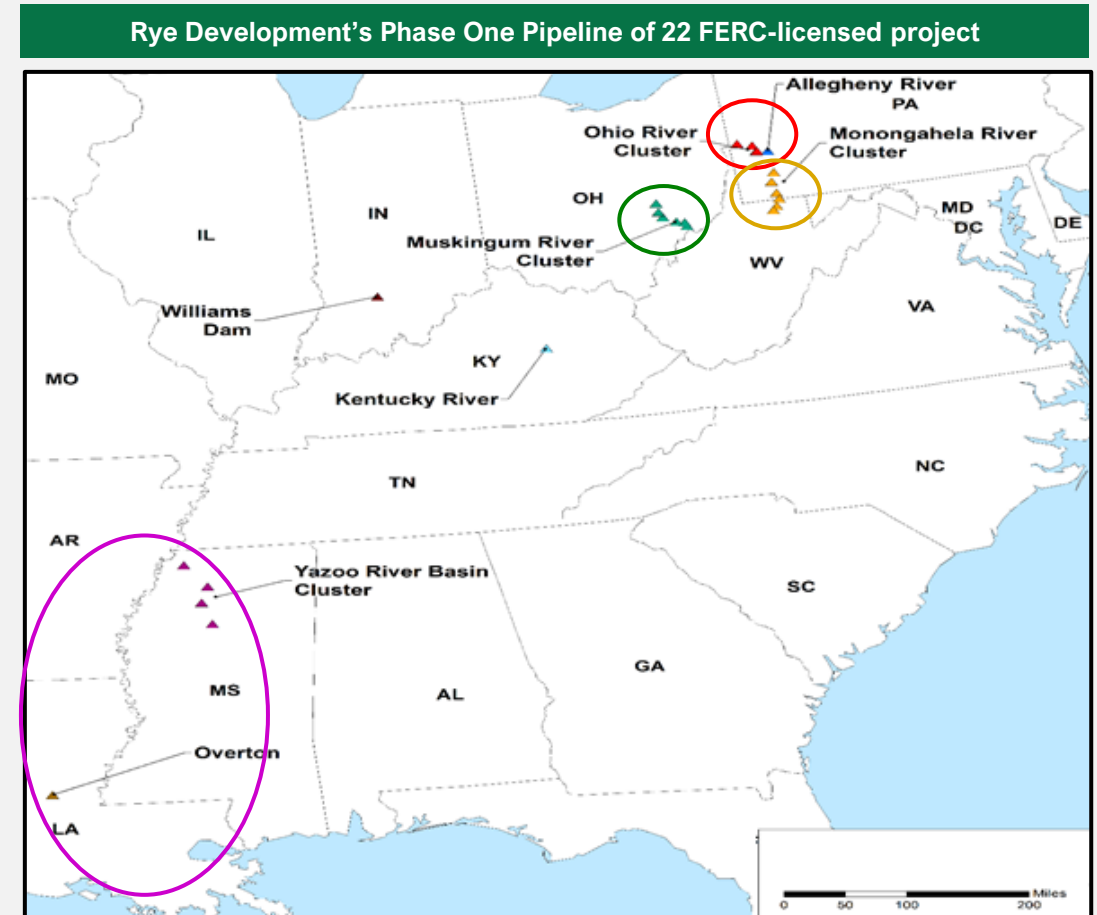 Rye Development's Phase One Pipeline of 22 FERC-licensed project
Allegheny River
PA
Ohio River
Cluster
Monongahela River
Cluster
OH
IN
IL
MD
DC
DE
Muskingum River
Cluster
WV
Williams
Dam
VA
KY
MO
Kentucky River
NC
TN
AR
Yazoo River Basin
Cluster
SC
GA
MS
AL
Overton
LA
Miles
0 50 100 200